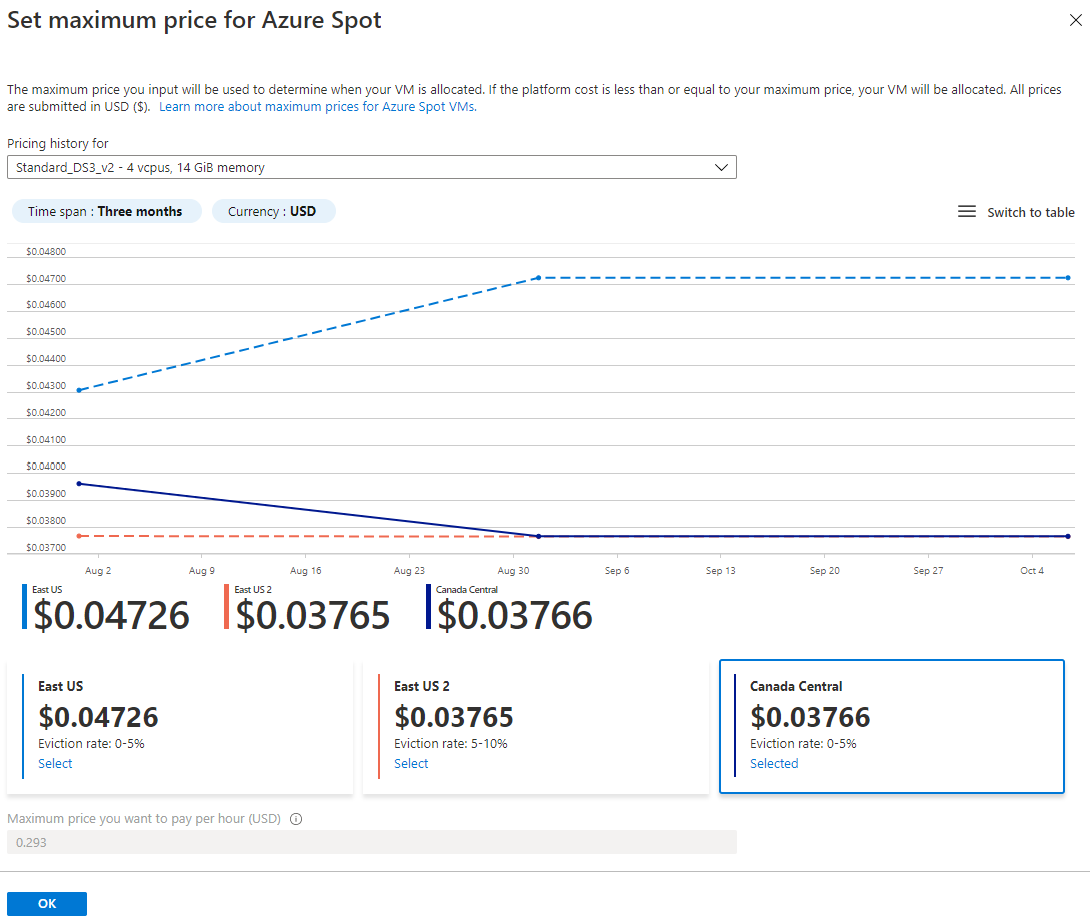 Set maximum price for Azure Spot
The maximum price you input will be used to determine when your VM is allocated. If the platform cost is less than or equal to your maximum price, your VM will be allocated. All prices
are submitted in USD ($). Learn more about maximum prices for Azure Spot VMs.
Pricing history for
Standard_DS3_v2 - 4 vcpus, 14 GiB memory
Time span : Three months Currency : USD Switch to table
$0.04800
$0.04700
$0.04600
$0.04500
$0.04400
$0.04300
$0.04200
$0.04100
$0.04000
$0.03900
$0.03800
$0.03700
Aug 2 Aug 9 Aug 16 Aug 23 Aug 30 Sep 6 Sep 13 Sep 20 Sep 27 Oct 4
East US East US 2 Canada Central
$0.04726 $0.03765 $0.03766
East US
$0.04726
Eviction rate: 0-5%
Select
East US 2
$0.03765
Eviction rate: 5-10%
Select
Canada Central
$0.03766
Eviction rate: 0-5%
Selected
Maximum price you want to pay per hour (USD)
0.293
OK